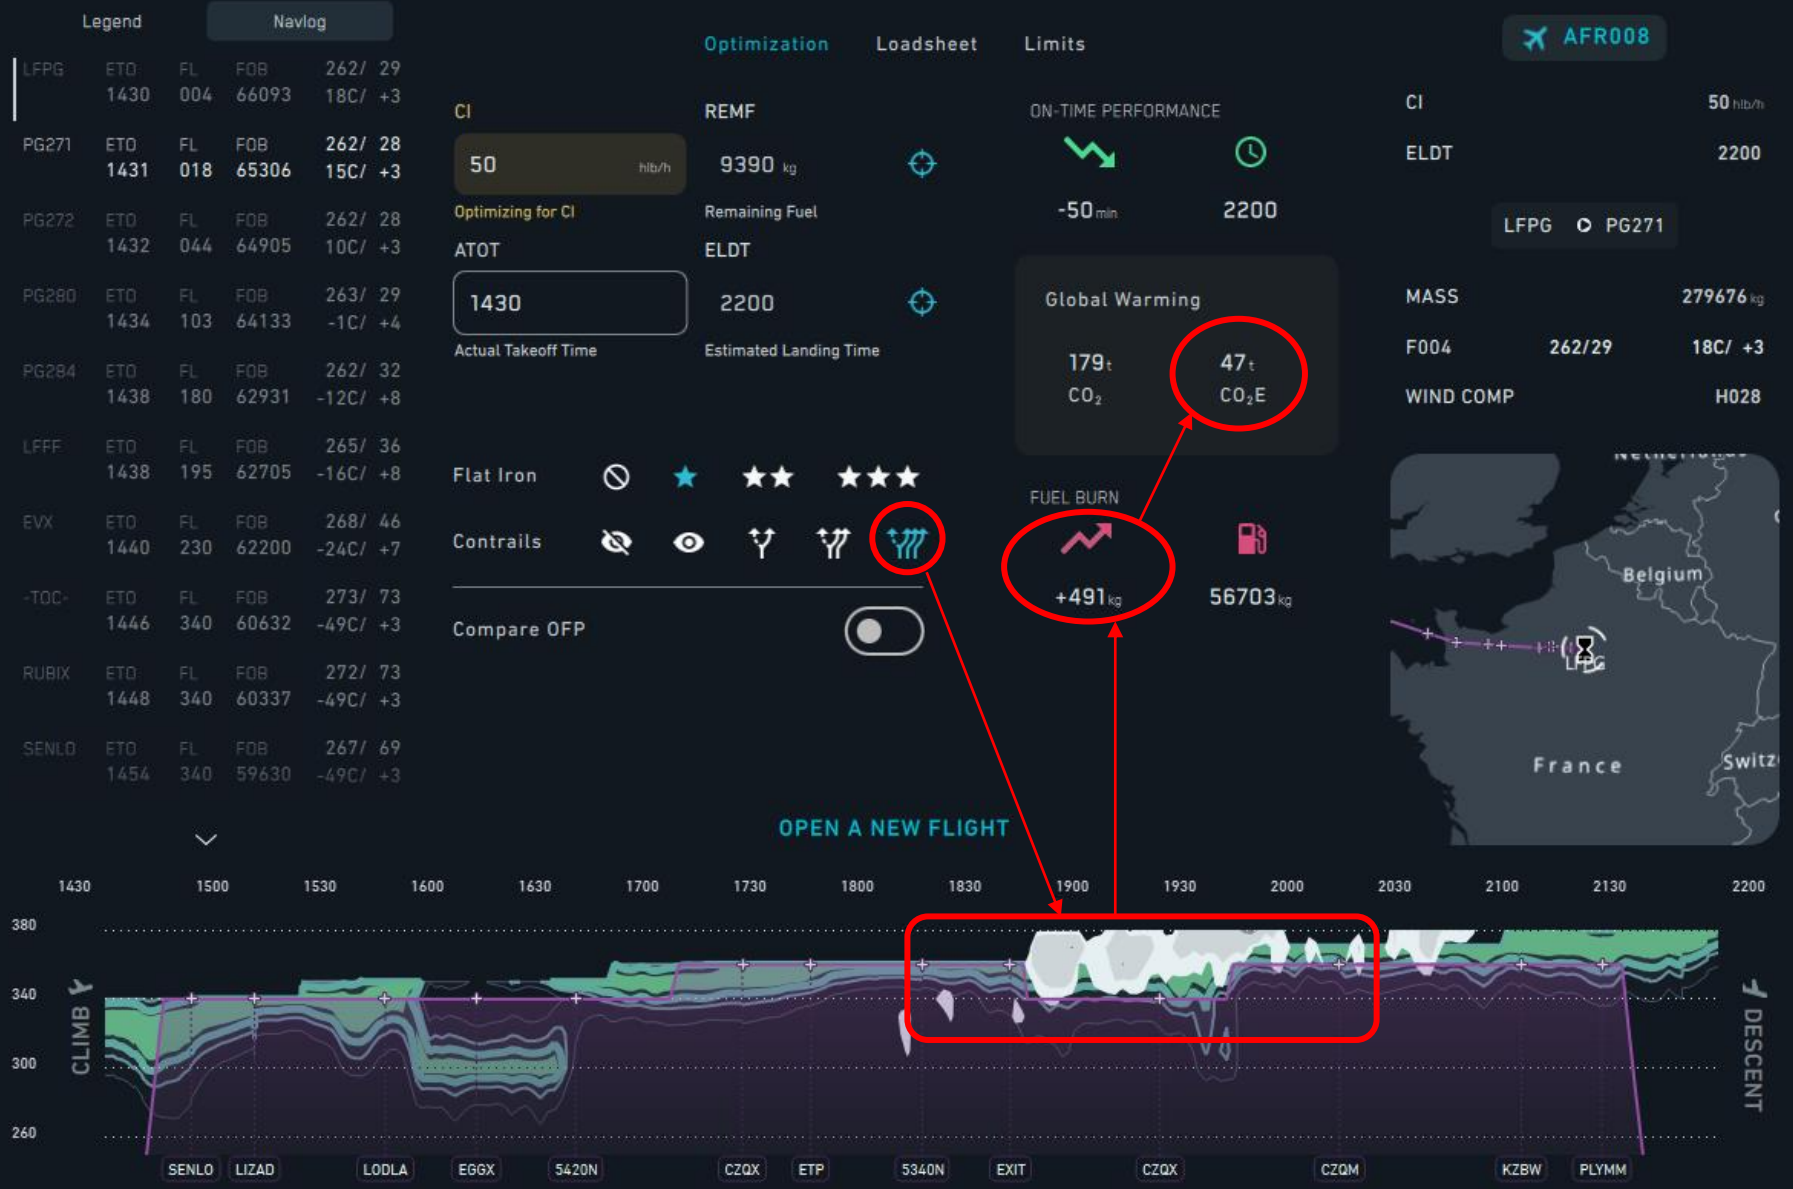 Legend Navlog
LFPG ETO FL FOB 262/ 29
1430 004 66093 18C/ +3
PG271 ETO FL FOB 262/ 28
1431 018 65306 15C/ +3
PG272 ETO FL FOB 262/ 28
1432 044 64905 10C/ +3
PG280 ETO FL FOB 263/ 29
1434 103 64133 -1C/ +4
PG284 ETO FL FOB 262/ 32
1438 180 62931 -12C/ +8
LFFF ETO FL FOB 265/ 36
1438 195 62705 -16C/ +8
EVX ETO FL FOB 268/ 46
1440 230 62200 -24C/ +7
-TOC- ETO FL FOB 273/ 73
1446 340 60632 -49C/ +3
RUBIX ETO FL FOB 272/ 73
1448 340 60337 -49C/ +3
SENLO ETO FL FOB 267/ 69
1454 340 59630 -49C/ +3
Optimization Loadsheet Limits
CI
50 hlb/h
Optimizing for CI
REMF
9390 kg
Remaining Fuel
ATOT
1430
Actual Takeoff Time
ELDT
2200
Estimated Landing Time
Flat Iron
Contrails
Compare OFP
ON-TIME PERFORMANCE
-50 min 2200
Global Warming
179 t 47 t
CO₂ CO₂E
FUEL BURN
+491 kg 56703 kg
OPEN A NEW FLIGHT
AFR008
CI 50 hlb/h
ELDT 2200
LFPG PG271
MASS 279676 kg
F004 262/29 18C/ +3
WIND COMP H028
Belgium
LFPG
France
1430 1500 1530 1600 1630 1700 1730 1800 1830 1900 1930 2000 2030 2100 2130 2200
380
340
300
260
CLIMB
DESCENT
SENLO LIZAD LODLA EGGX 5420N CZQX ETP 5340N EXIT CZQX CZQM KZBW PLYMM